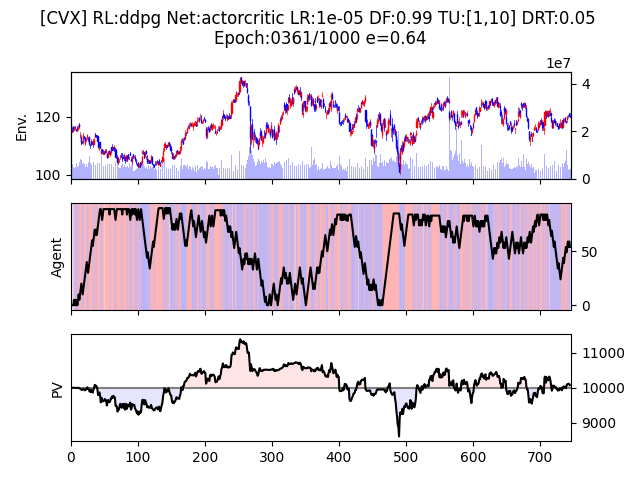 [CVX] RL:ddpg Net:actorcritic LR:1e-05 DF:0.99 TU:[1,10] DRT:0.05
Epoch:0361/1000 e=0.64
1e7
Env.
120
100
4
2
0
Agent
50
0
PV
11000
10000
9000
0 100 200 300 400 500 600 700